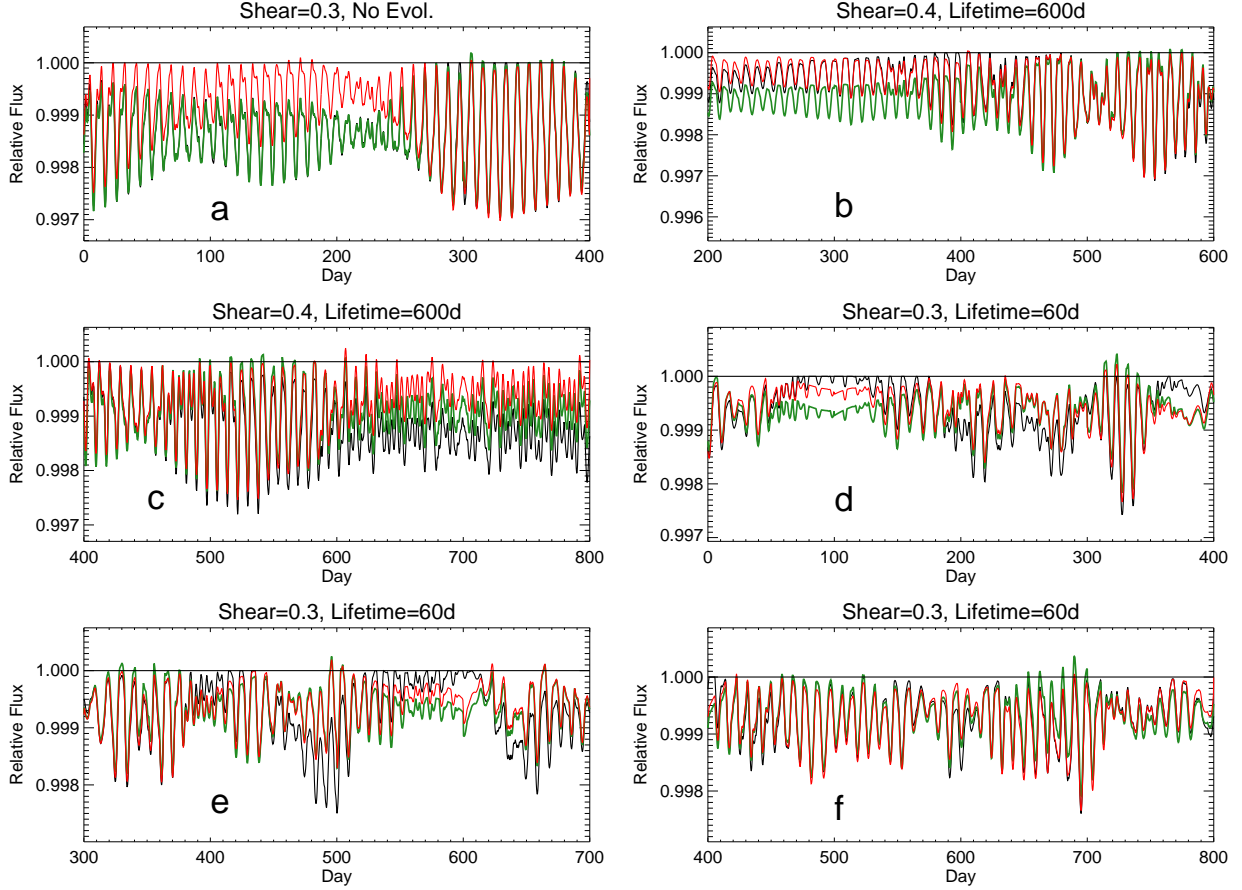 Shear=0.3, No Evol.
Relative Flux
1.000
0.999
0.998
0.997
a
0 100 200 300 400
Day
Shear=0.4, Lifetime=600d
Relative Flux
1.000
0.999
0.998
0.997
0.996
b
200 300 400 500 600
Day
Shear=0.4, Lifetime=600d
Relative Flux
1.000
0.999
0.998
0.997
c
400 500 600 700 800
Day
Shear=0.3, Lifetime=60d
Relative Flux
1.000
0.999
0.998
0.997
d
0 100 200 300 400
Day
Shear=0.3, Lifetime=60d
Relative Flux
1.000
0.999
0.998
e
300 400 500 600 700
Day
Shear=0.3, Lifetime=60d
Relative Flux
1.000
0.999
0.998
f
400 500 600 700 800
Day